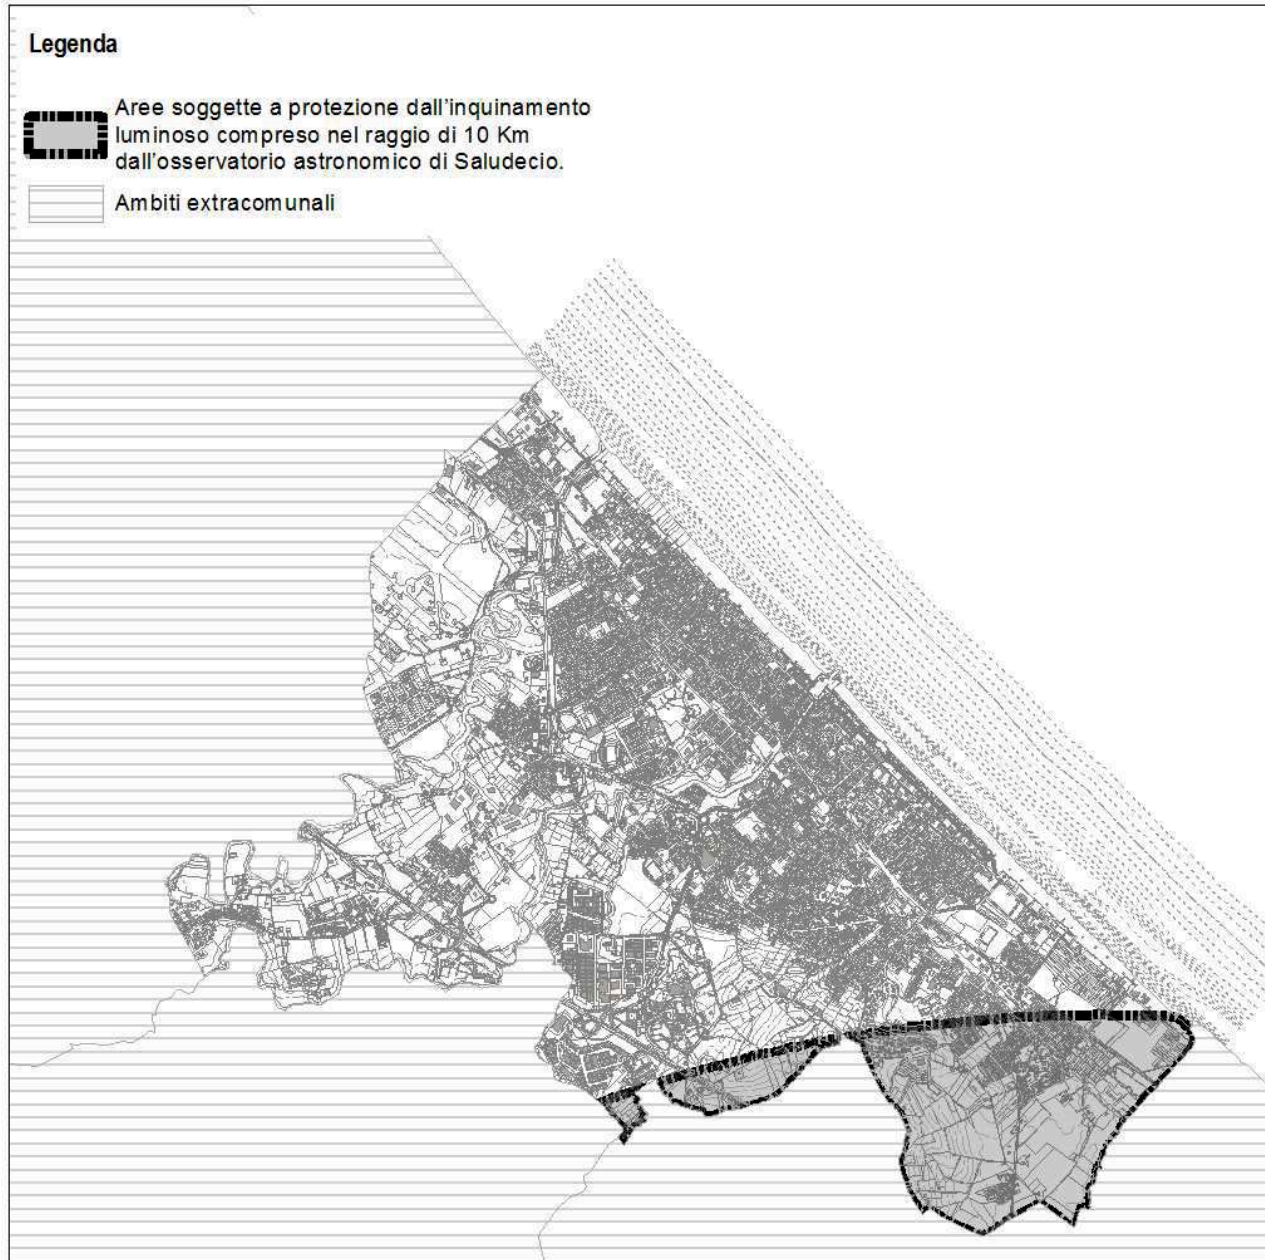 Legenda
Aree soggette a protezione dall'inquinamento
luminoso compreso nel raggio di 10 Km
dall'osservatorio astronomico di Saludecio.
Ambiti extracomunali